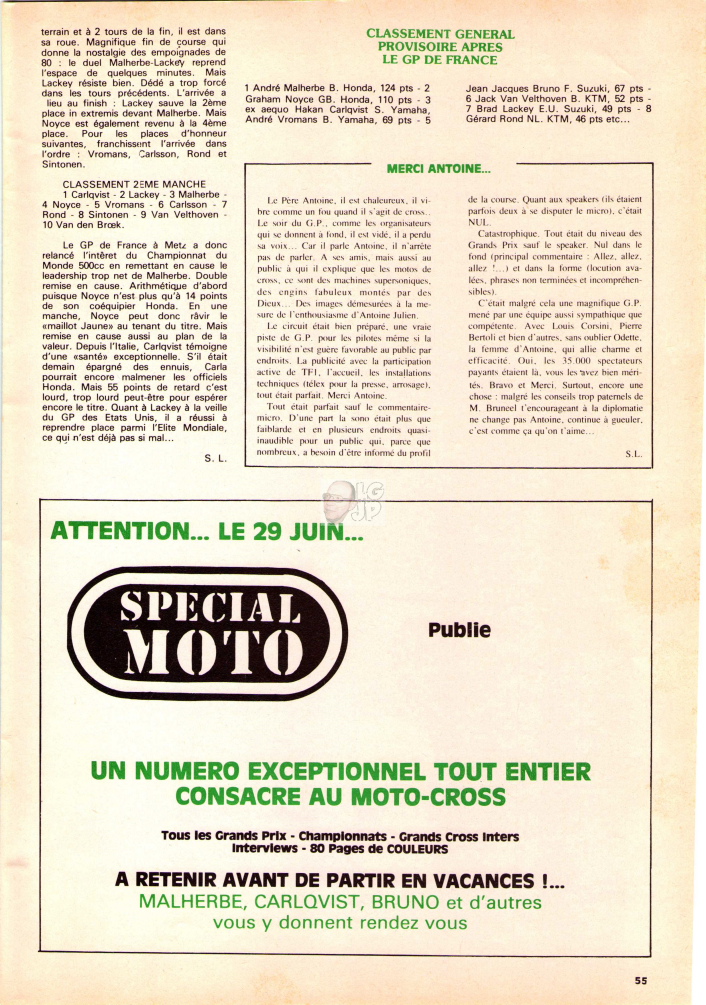 terrain et à 2 tours de la fin, il est dans
sa roue. Magnifique fin de course qui
donne la nostalgie des empoignades de
80 : le duel Malherbe-Lackey reprend
l'espace de quelques minutes. Mais
Lackey résiste bien. Dédé a trop forcé
dans les tours précédents. L'arrivée a
lieu au finish : Lackey sauve la 2ème
place in extremis devant Malherbe. Mais
Noyce est également revenu à la 4ème
place. Pour les places d'honneur
suivantes, franchissent l'arrivée dans
l'ordre : Vromans, Carlsson, Rond et
Sintonen.
CLASSEMENT 2EME MANCHE
1 Carlqvist - 2 Lackey - 3 Malherbe -
4 Noyce - 5 Vromans - 6 Carlsson - 7
Rond - 8 Sintonen - 9 Van Velthoven -
10 Van den Broek.
Le GP de France à Metz a donc
relancé l'intêret du Championnat du
Monde 500cc en remettant en cause le
leadership trop net de Malherbe. Double
remise en cause. Arithmétique d'abord
puisque Noyce n'est plus qu'à 14 points
de son coéquipier Honda. En une
manche, Noyce peut donc râvir le
«maillot Jaune» au tenant du titre. Mais
remise en cause aussi au plan de la
valeur. Depuis l'Italie, Carlqvist témoigne
d'une «santé» exceptionnelle. S'il était
demain épargné des ennuis, Carla
pourrait encore malmener les officiels
Honda. Mais 55 points de retard c'est
lourd, trop lourd peut-être pour espérer
encore le titre. Quant à Lackey à la veille
du GP des Etats Unis, il a réussi à
reprendre place parmi l'Elite Mondiale,
ce qui n'est déjà pas si mal...
S. L.
CLASSEMENT GENERAL
PROVISOIRE APRES
LE GP DE FRANCE
1 André Malherbe B. Honda, 124 pts - 2
Graham Noyce GB. Honda, 110 pts - 3
ex aequo Hakan Carlqvist S. Yamaha,
André Vromans B. Yamaha, 69 pts - 5
Jean Jacques Bruno F. Suzuki, 67 pts -
6 Jack Van Velthoven B. KTM, 52 pts -
7 Brad Lackey E.U. Suzuki, 49 pts - 8
Gérard Rond NL. KTM, 46 pts etc...
MERCI ANTOINE...
Le Père Antoine, il est chaleureux, il vi-
bre comme un fou quand il s'agit de cross..
Le soir du G.P., comme les organisateurs
qui se donnent à fond, il est vidé, il a perdu
sa voix... Car il parle Antoine, il n'arrête
pas de parler. A ses amis, mais aussi au
public à qui il explique que les motos de
cross, ce sont des machines supersoniques,
des engins fabuleux montés par des
Dieux... Des images démesurées à la me-
sure de l'enthousiasme d'Antoine Julien.
Le circuit était bien préparé, une vraie
piste de G.P. pour les pilotes même si la
visibilité n'est guère favorable au public par
endroits. La publicité avec la participation
active de TF1, l'accueil, les installations
techniques (télex pour la presse, arrosage),
tout était parfait. Merci Antoine.
Tout était parfait sauf le commentaire-
micro. D'une part la sono était plus que
faiblarde et en plusieurs endroits quasi-
inaudible pour un public qui, parce que
nombreux, a besoin d'être informé du profil
de la course. Quant aux speakers (ils étaient
parfois deux à se disputer le micro), c'était
NUL.
Catastrophique. Tout était du niveau des
Grands Prix sauf le speaker. Nul dans le
fond (principal commentaire : Allez, allez,
allez !...) et dans la forme (locution ava-
lées, phrases non terminées et incompréhen-
sibles).
C'était malgré cela une magnifique G.P.
mené par une équipe aussi sympathique que
compétente. Avec Louis Corsini, Pierre
Bertoli et bien d'autres, sans oublier Odette,
la femme d'Antoine, qui allie charme et
efficacité. Oui, les 35.000 spectateurs
payants étaient là, vous les avez bien méri-
tés. Bravo et Merci. Surtout, encore une
chose : malgré les conseils trop paternels de
M. Bruneel t'encourageant à la diplomatie
ne change pas Antoine, continue à gueuler,
c'est comme ça qu'on t'aime...
S.L.
LG
JP
ATTENTION... LE 29 JUIN...
SPECIAL
MOTO
Publie
UN NUMERO EXCEPTIONNEL TOUT ENTIER
CONSACRE AU MOTO-CROSS
Tous les Grands Prix - Championnats - Grands Cross Inters
Interviews - 80 Pages de COULEURS
A RETENIR AVANT DE PARTIR EN VACANCES !...
MALHERBE, CARLQVIST, BRUNO et d'autres
vous y donnent rendez vous
55